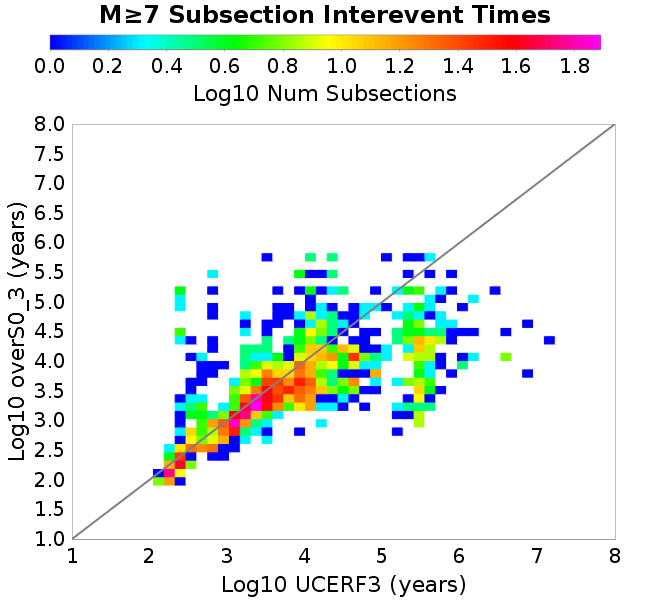 M≥7 Subsection Interevent Times
0.0 0.2 0.4 0.6 0.8 1.0 1.2 1.4 1.6 1.8
Log10 Num Subsections
8.0
7.5
7.0
6.5
6.0
5.5
5.0
4.5
4.0
3.5
3.0
2.5
2.0
1.5
1.0
Log10 overS0_3 (years)
1 2 3 4 5 6 7 8
Log10 UCERF3 (years)